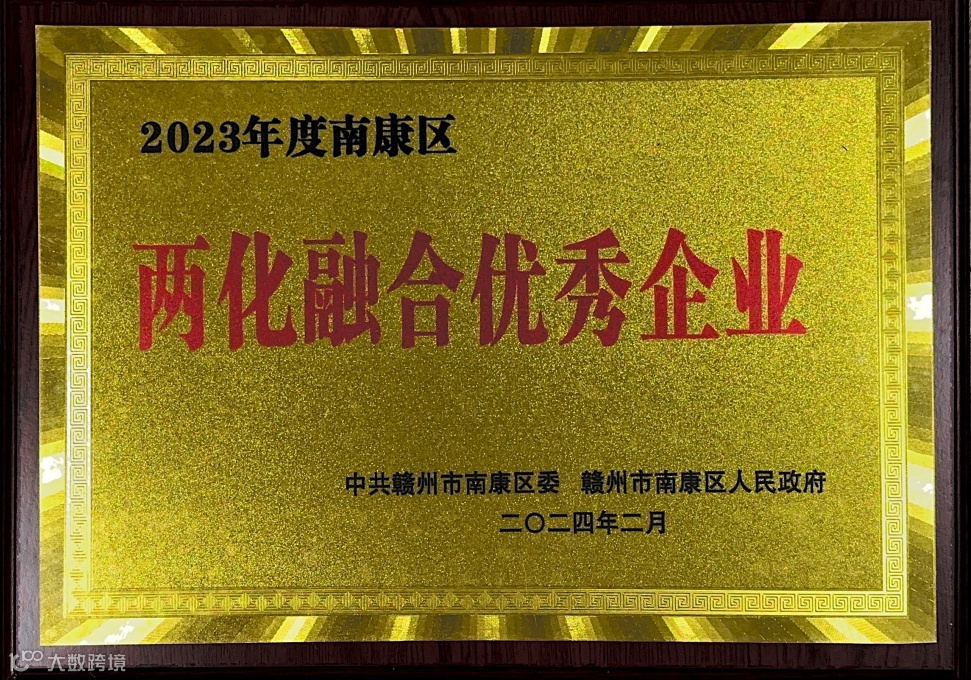 2023年度南康区
两化融合优秀企业
中共赣州市南康区委 赣州市南康区人民政府
二〇二四年二月
大数跨境